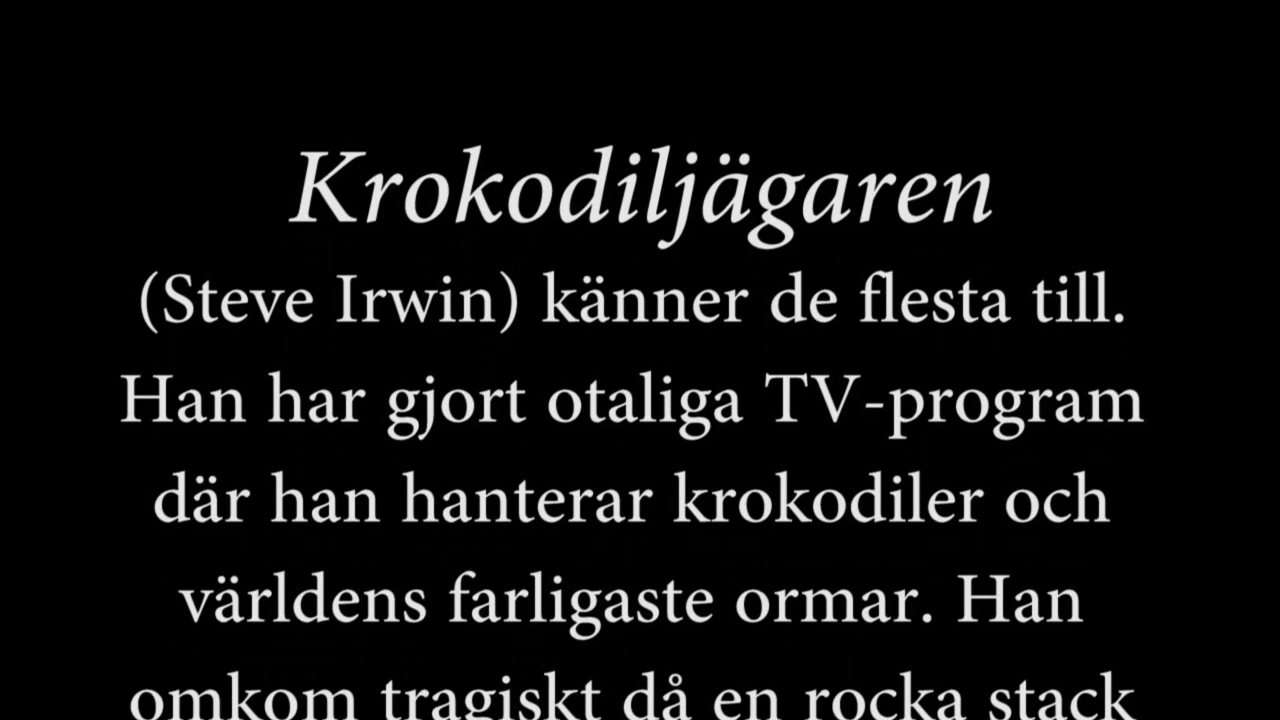 Krokodiljägaren
(Steve Irwin) känner de flesta till.
Han har gjort otaliga TV-program
där han hanterar krokodiler och
världens farligaste ormar. Han
omkom tragiskt då en rocka stack